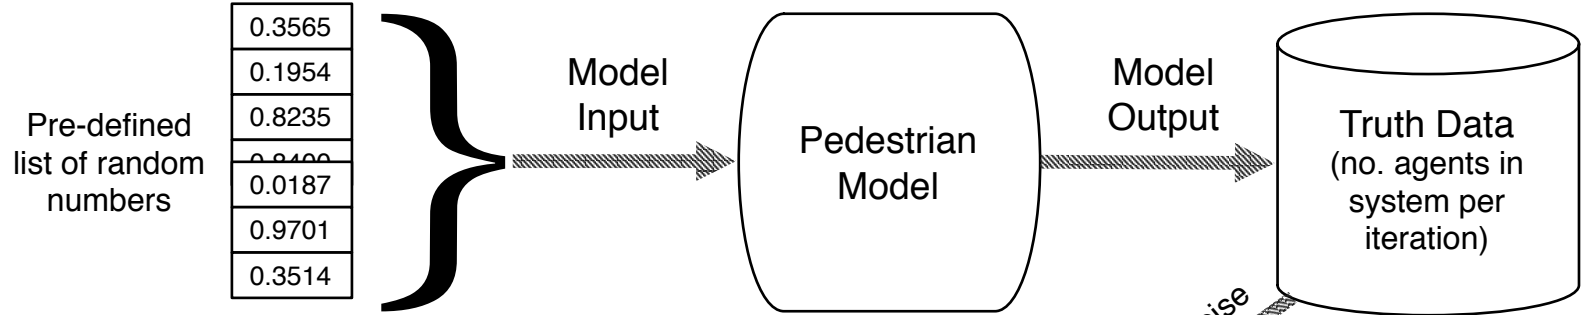 Pre-defined
list of random
numbers
0.3565
0.1954
0.8235
0.0187
0.9701
0.3514
Model
Input
Pedestrian
Model
Model
Output
Truth Data
(no. agents in
system per
iteration)